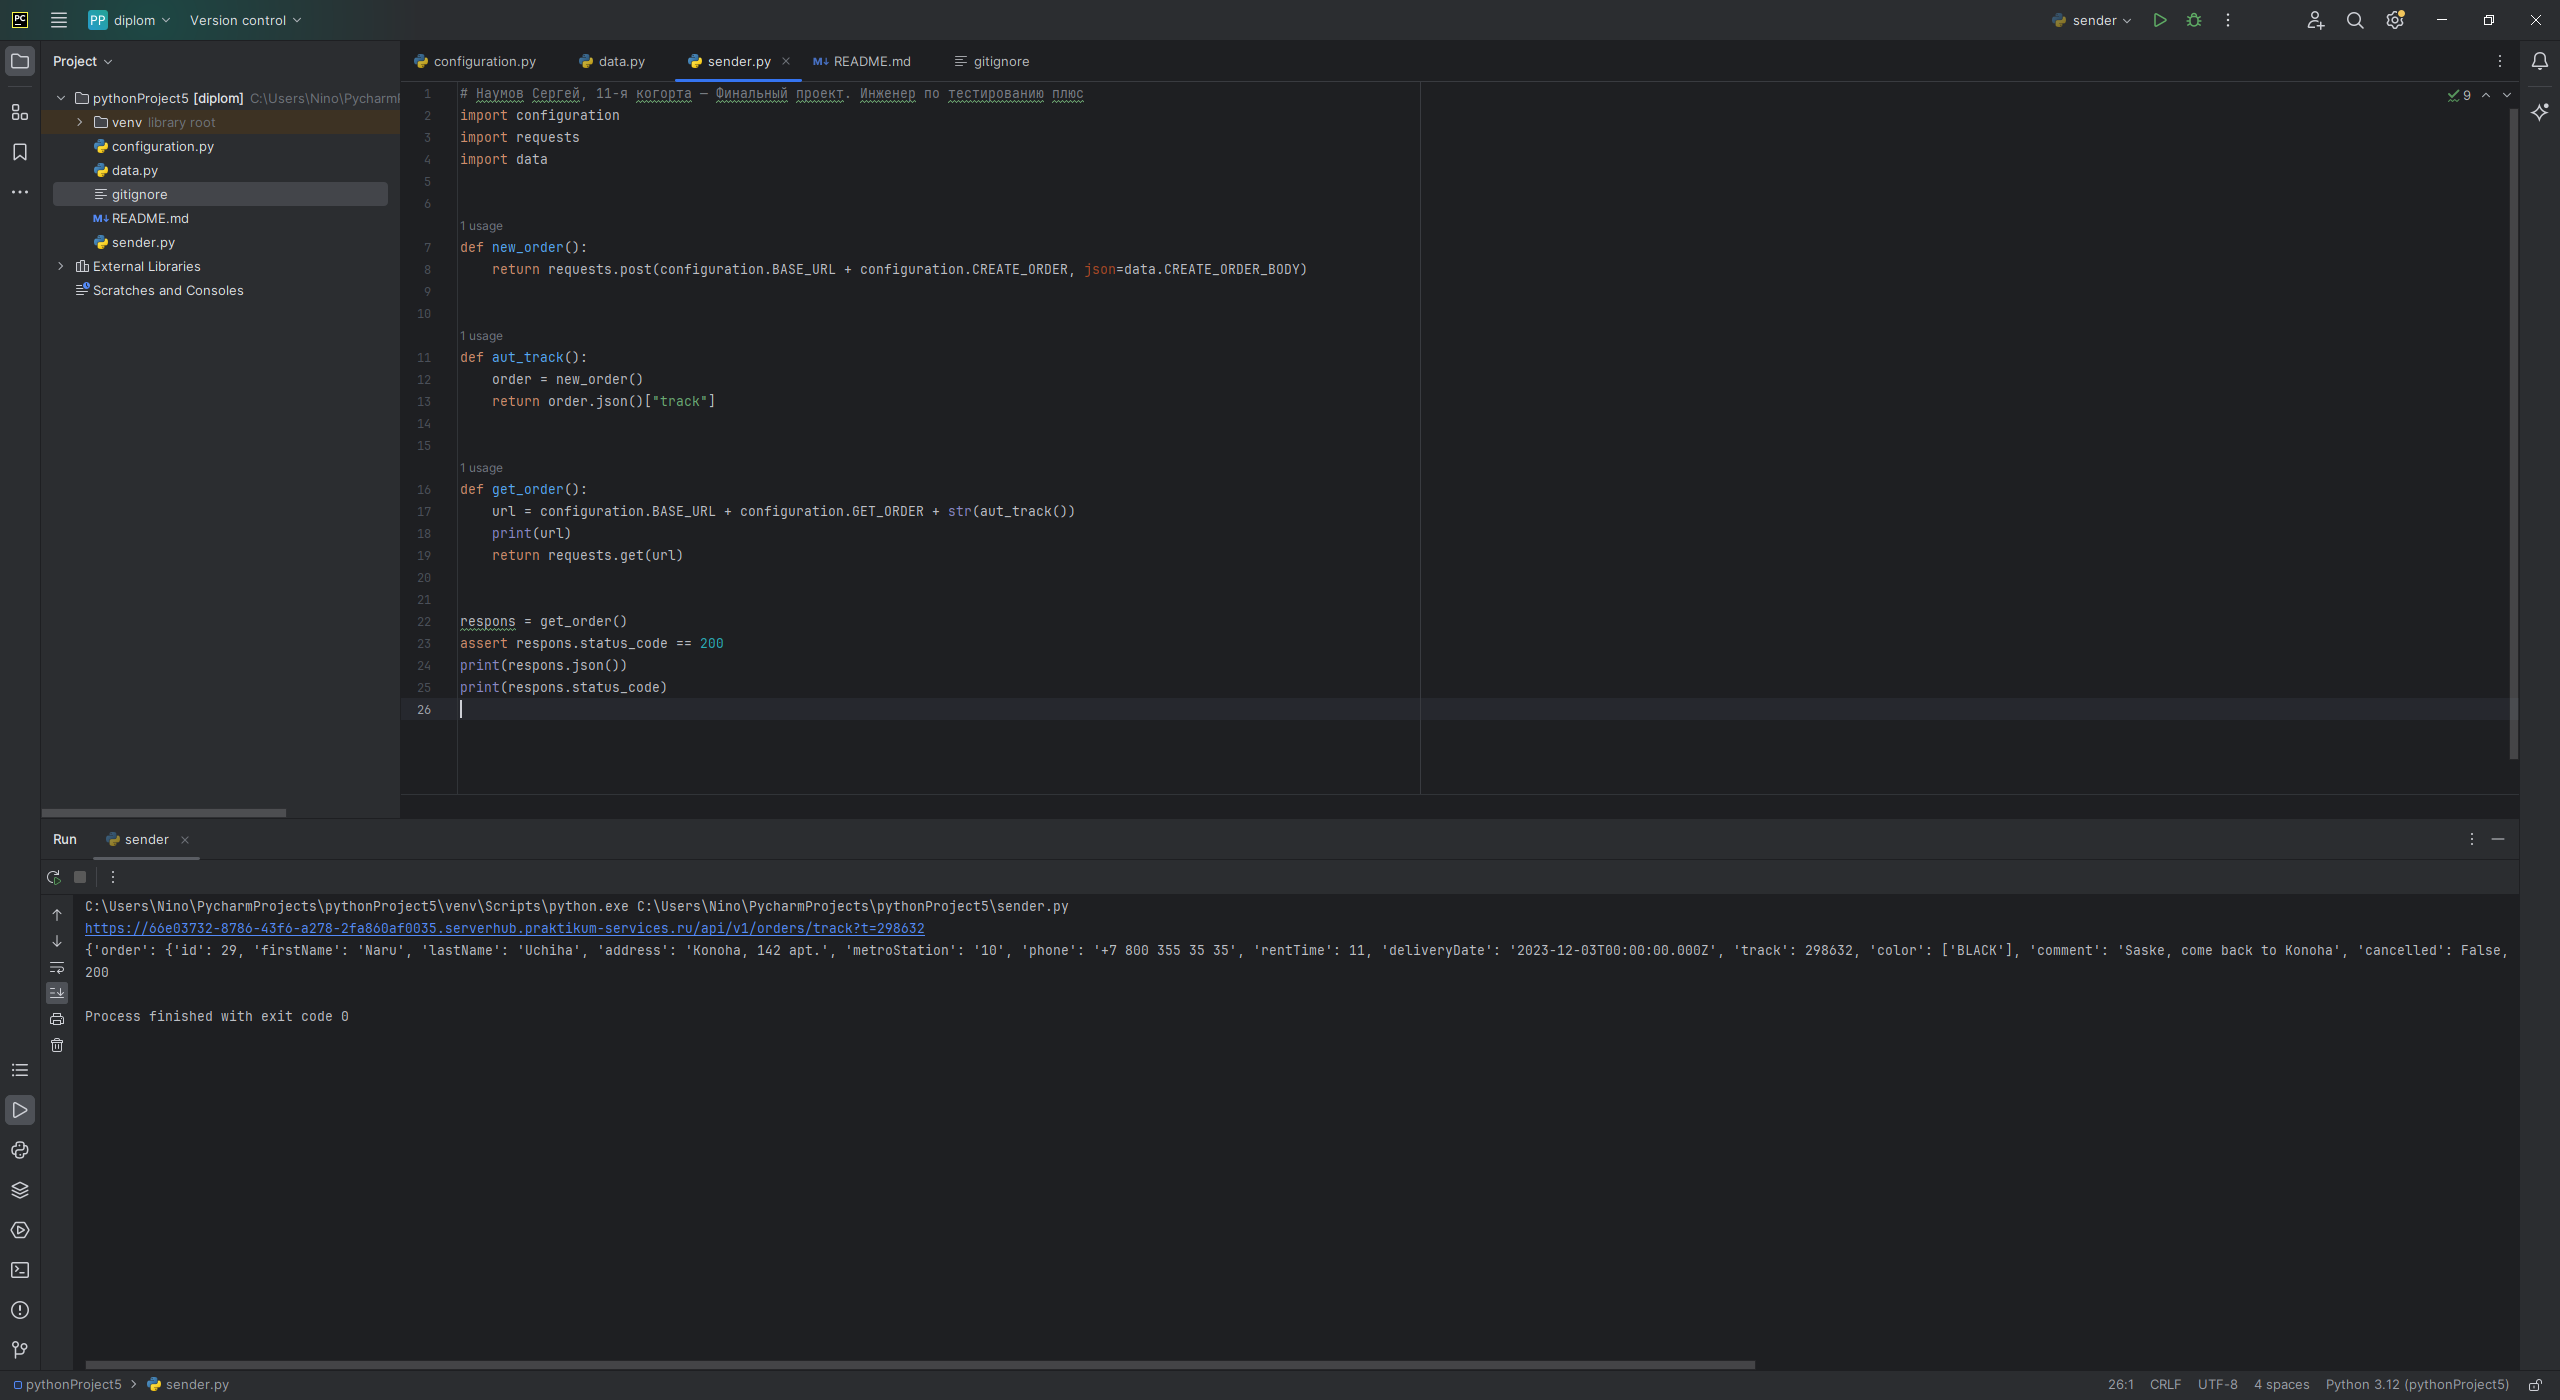 PC
PP diplom Version control sender
Project
configuration.py data.py sender.py README.md gitignore
pythonProject5 [diplom] C:\Users\Nino\Pycharm
venv library root
configuration.py
data.py
gitignore
README.md
sender.py
External Libraries
Scratches and Consoles
9
1 # Наумов Сергей, 11-я когорта — Финальный проект. Инженер по тестированию плюс
2 import configuration
3 import requests
4 import data
5
6
1 usage
7 def new_order():
8 return requests.post(configuration.BASE_URL + configuration.CREATE_ORDER, json=data.CREATE_ORDER_BODY)
9
10
1 usage
11 def aut_track():
12 order = new_order()
13 return order.json()["track"]
14
15
1 usage
16 def get_order():
17 url = configuration.BASE_URL + configuration.GET_ORDER + str(aut_track())
18 print(url)
19 return requests.get(url)
20
21
22 respons = get_order()
23 assert respons.status_code == 200
24 print(respons.json())
25 print(respons.status_code)
26
Run sender
C:\Users\Nino\PycharmProjects\pythonProject5\venv\Scripts\python.exe C:\Users\Nino\PycharmProjects\pythonProject5\sender.py
https://66e03732-8786-43f6-a278-2fa860af0035.serverhub.praktikum-services.ru/api/v1/orders/track?t=298632
{'order': {'id': 29, 'firstName': 'Naru', 'lastName': 'Uchiha', 'address': 'Konoha, 142 apt.', 'metroStation': '10', 'phone': '+7 800 355 35 35', 'rentTime': 11, 'deliveryDate': '2023-12-03T00:00:00.000Z', 'track': 298632, 'color': ['BLACK'], 'comment': 'Saske, come back to Konoha', 'cancelled': False,
200
Process finished with exit code 0
pythonProject5 sender.py 26:1 CRLF UTF-8 4 spaces Python 3.12 (pythonProject5)